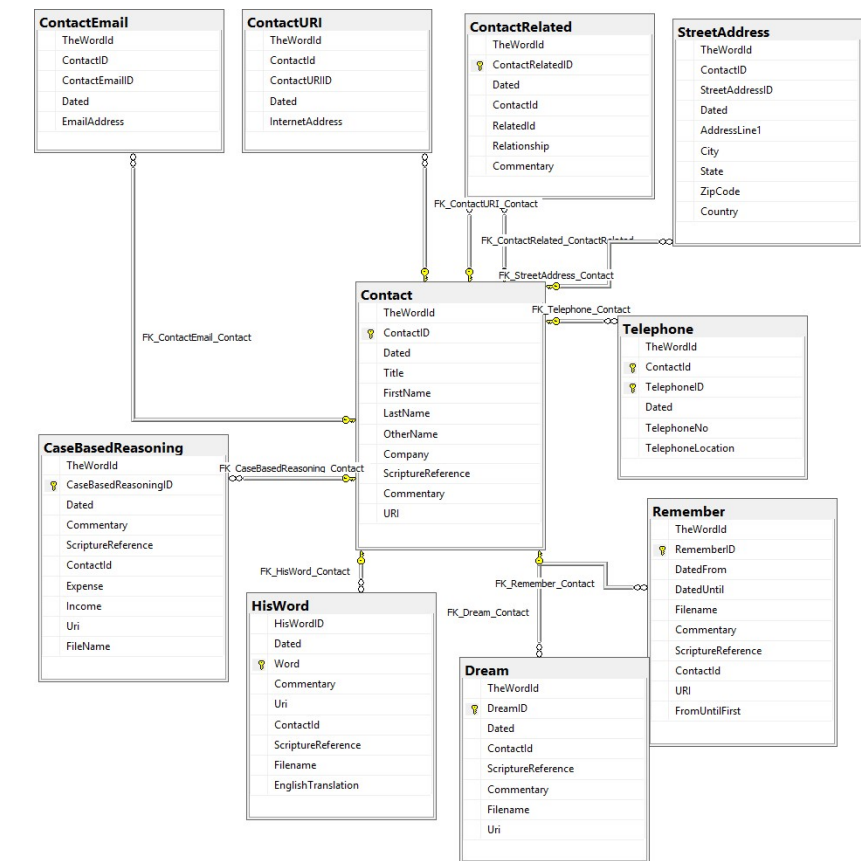 ContactEmail
TheWordId
ContactID
ContactEmailID
Dated
EmailAddress
ContactURI
TheWordId
ContactId
ContactURIID
Dated
InternetAddress
ContactRelated
TheWordId
ContactRelatedID
Dated
ContactId
RelatedId
Relationship
Commentary
StreetAddress
TheWordId
ContactID
StreetAddressID
Dated
AddressLine1
City
State
ZipCode
Country
FK_ContactURI_Contact
FK_ContactRelated_ContactRelated
FK_StreetAddress_Contact
FK_Telephone_Contact
FK_ContactEmail_Contact
Contact
TheWordId
ContactID
Dated
Title
FirstName
LastName
OtherName
Company
ScriptureReference
Commentary
URI
Telephone
TheWordId
ContactId
TelephoneID
Dated
TelephoneNo
TelephoneLocation
CaseBasedReasoning
TheWordId
CaseBasedReasoningID
Dated
Commentary
ScriptureReference
ContactId
Expense
Income
Uri
FileName
FK_CaseBasedReasoning_Contact
FK_HisWord_Contact
FK_Remember_Contact
FK_Dream_Contact
Remember
TheWordId
RememberID
DatedFrom
DatedUntil
Filename
Commentary
ScriptureReference
ContactId
URI
FromUntilFirst
HisWord
HisWordID
Dated
Word
Commentary
Uri
ContactId
ScriptureReference
Filename
EnglishTranslation
Dream
TheWordId
DreamID
Dated
ContactId
ScriptureReference
Commentary
Filename
Uri